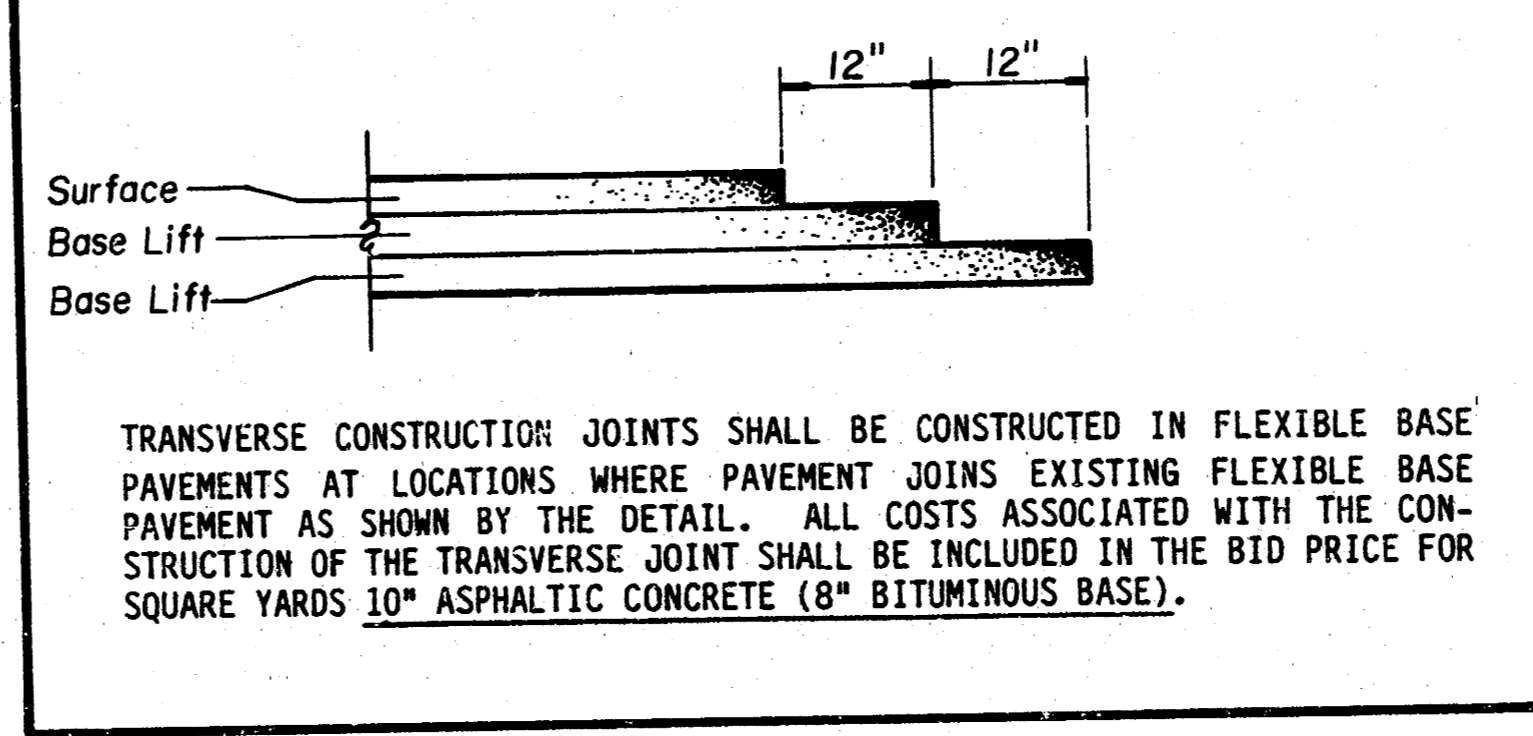 12" 12"
Surface
Base Lift
Base Lift
TRANSVERSE CONSTRUCTION JOINTS SHALL BE CONSTRUCTED IN FLEXIBLE BASE
PAVEMENTS AT LOCATIONS WHERE PAVEMENT JOINS EXISTING FLEXIBLE BASE
PAVEMENT AS SHOWN BY THE DETAIL. ALL COSTS ASSOCIATED WITH THE CON-
STRUCTION OF THE TRANSVERSE JOINT SHALL BE INCLUDED IN THE BID PRICE FOR
SQUARE YARDS 10" ASPHALTIC CONCRETE (8" BITUMINOUS BASE).